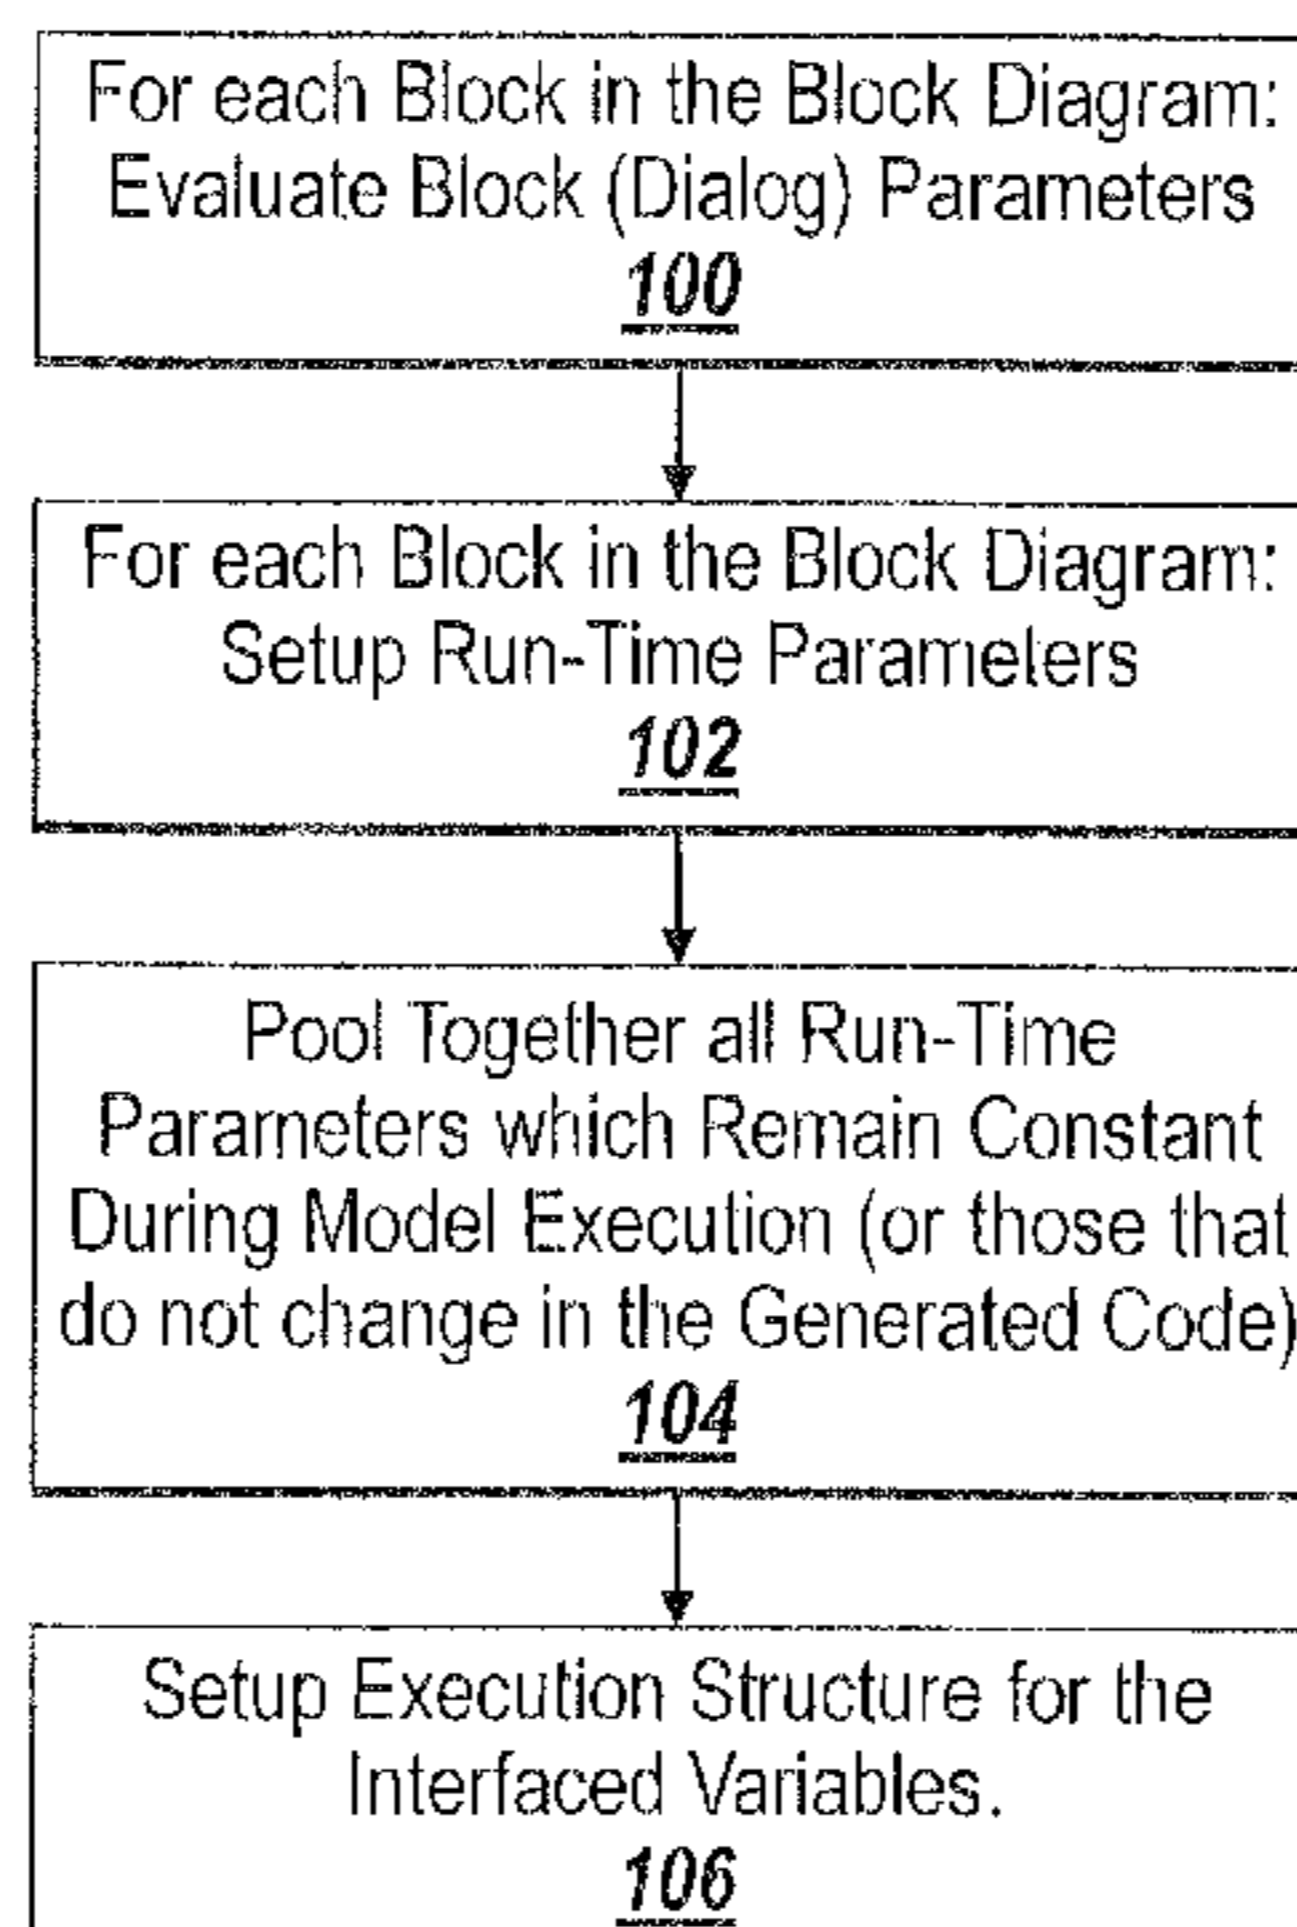 For each Block in the Block Diagram:
Evaluate Block (Dialog) Parameters
100
For each Block in the Block Diagram:
Setup Run-Time Parameters
102
Pool Together all Run-Time
Parameters which Remain Constant
During Model Execution (or those that
do not change in the Generated Code)
104
Setup Execution Structure for the
Interfaced Variables.
106